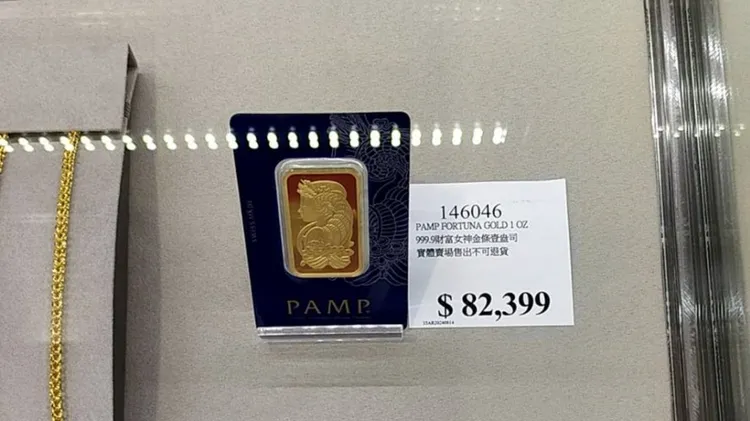 PAMP.
146046
PAMP FORTUNA GOLD 1 OZ
999.9財富女神金條壹盎司
實體賣場售出不可退貨
$ 82,399